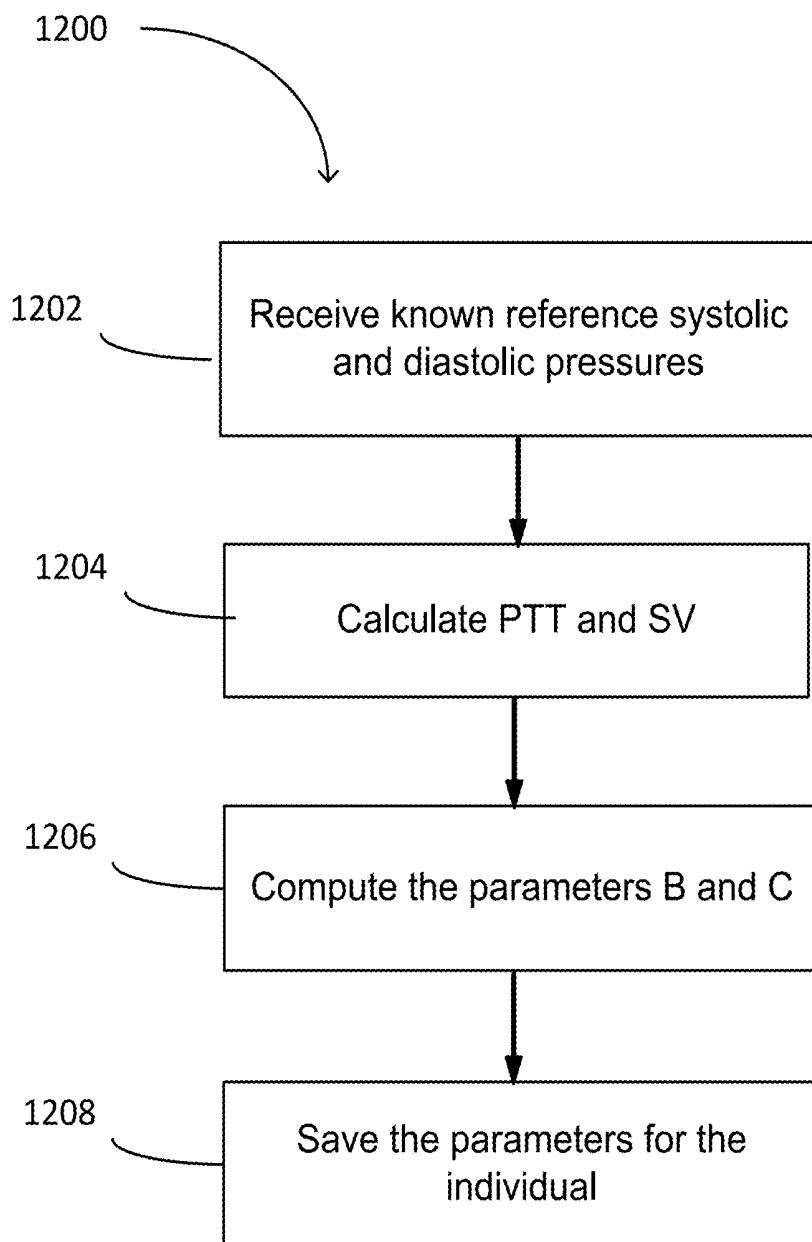 1200
1202
Receive known reference systolic
and diastolic pressures
1204
Calculate PTT and SV
1206
Compute the parameters B and C
1208
Save the parameters for the
individual